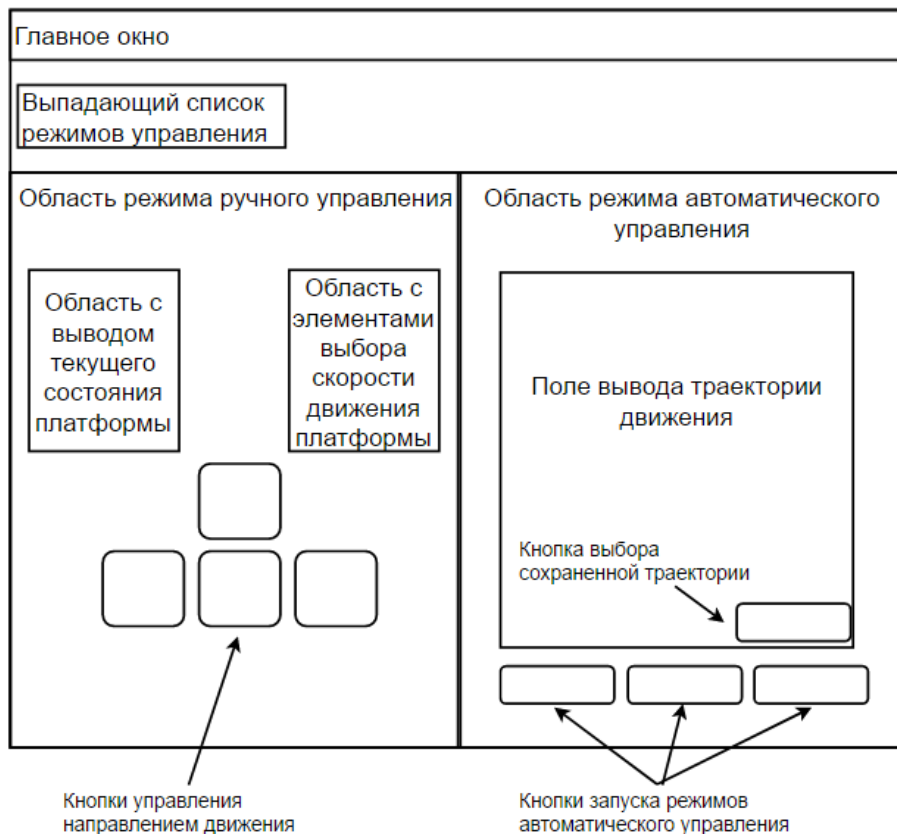 Главное окно
Выпадающий список
режимов управления
Область режима ручного управления
Область с
выводом
текущего
состояния
платформы
Область с
элементами
выбора
скорости
движения
платформы
Область режима автоматического
управления
Поле вывода траектории
движения
Кнопка выбора
сохраненной траектории
Кнопки управления
направлением движения
Кнопки запуска режимов
автоматического управления